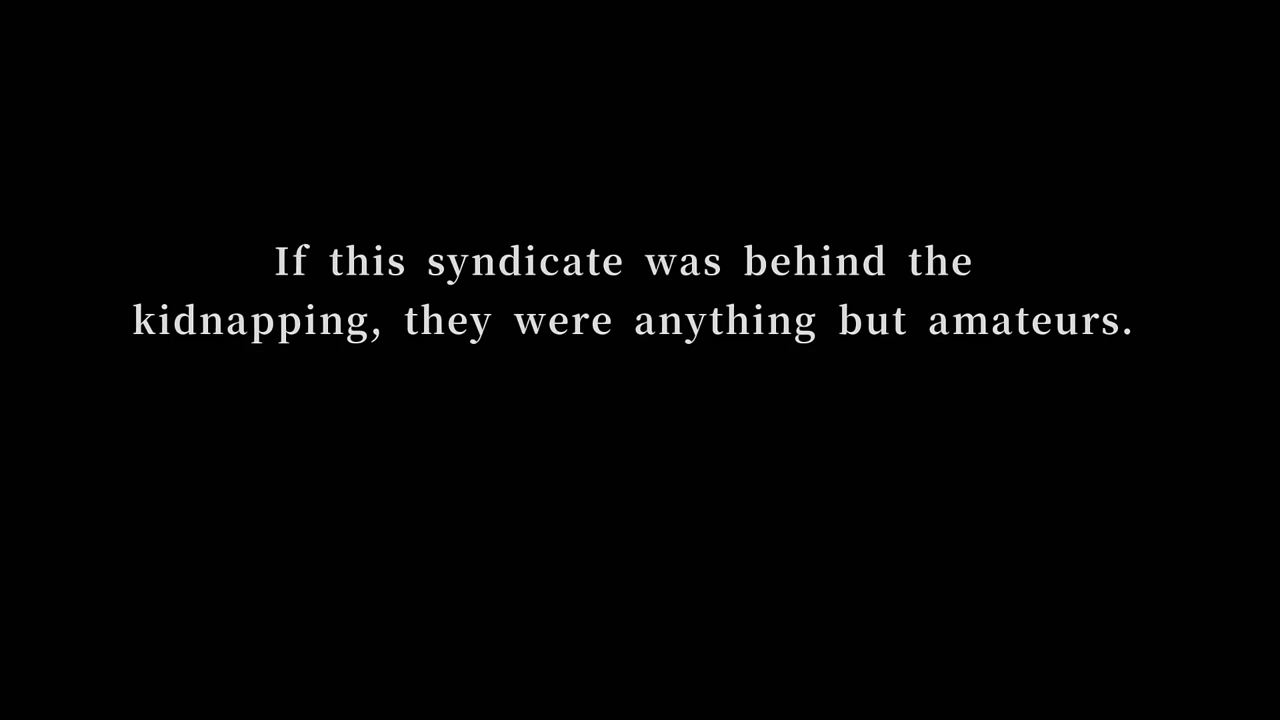 If this syndicate was behind the
kidnapping, they were anything but amateurs.